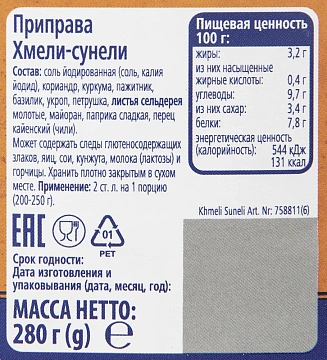 Приправа
Хмели-сунели
Состав: соль йодированная (соль, калия
йодид), кориандр, куркума, пажитник,
базилик, укроп, петрушка, листья сельдерея
молотые, майоран, паприка сладкая, перец
кайенский (чили).
Может содержать следы глютеносодержащих
злаков, яиц, сои, кунжута, молока (лактозы) и
горчицы. Хранить плотно закрытым в сухом
месте. Применение: 2 ст. л. на 1 порцию
(200-250 г).
Пищевая ценность
100 г:
жиры: 3,2 г
из них насыщенные
жирные кислоты: 0,4 г
углеводы: 9,7 г
из них сахар: 3,4 г
белки: 7,8 г
энергетическая ценность
(калорийность): 544 кДж
131 ккал
Khmeli Suneli Art. Nr: 758811(6)
EAC
01
PET
Срок годности:
Дата изготовления и
упаковывания (дата, месяц, год):
МАССА НЕТТО:
280 г (g) e